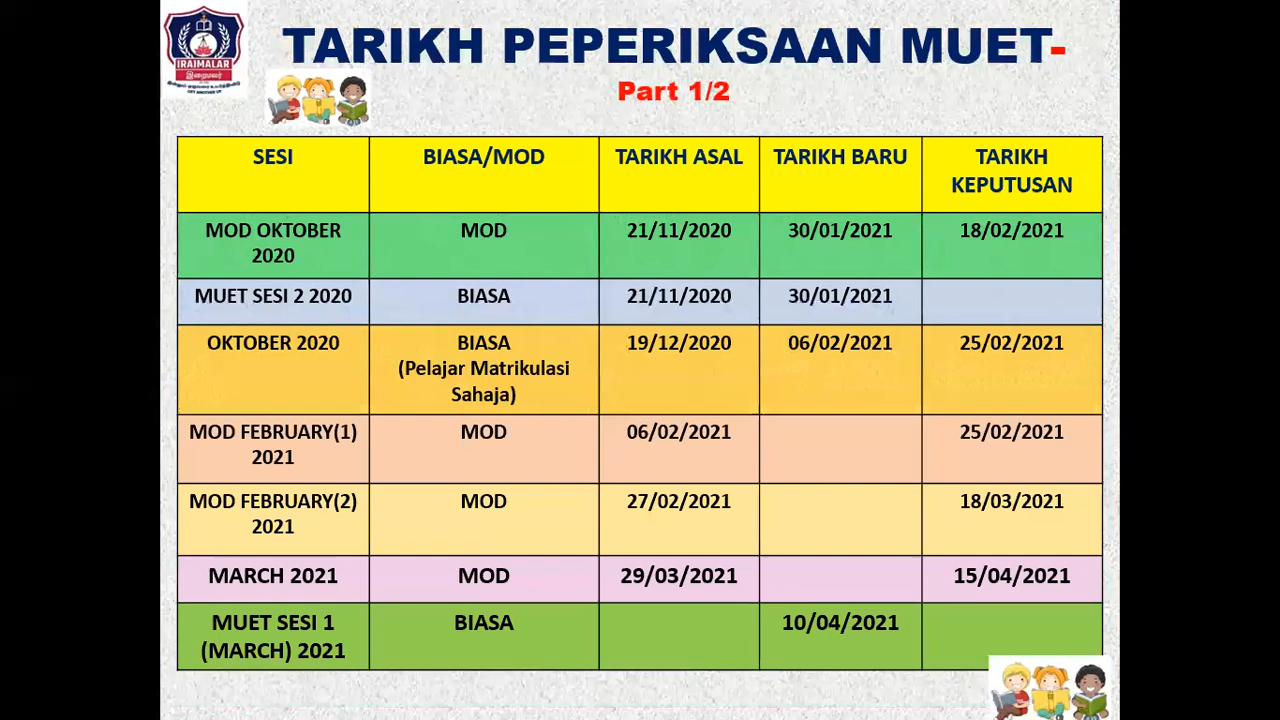 IRAIMALAR
இறைமலர்
TARIKH PEPERIKSAAN MUET-
Part 1/2
SESI
BIASA/MOD
TARIKH ASAL
TARIKH BARU
TARIKH
KEPUTUSAN
MOD OKTOBER
2020
MOD
21/11/2020
30/01/2021
18/02/2021
MUET SESI 2 2020
BIASA
21/11/2020
30/01/2021
OKTOBER 2020
BIASA
(Pelajar Matrikulasi
Sahaja)
19/12/2020
06/02/2021
25/02/2021
MOD FEBRUARY(1)
2021
MOD
06/02/2021
25/02/2021
MOD FEBRUARY(2)
2021
MOD
27/02/2021
18/03/2021
MARCH 2021
MOD
29/03/2021
15/04/2021
MUET SESI 1
(MARCH) 2021
BIASA
10/04/2021